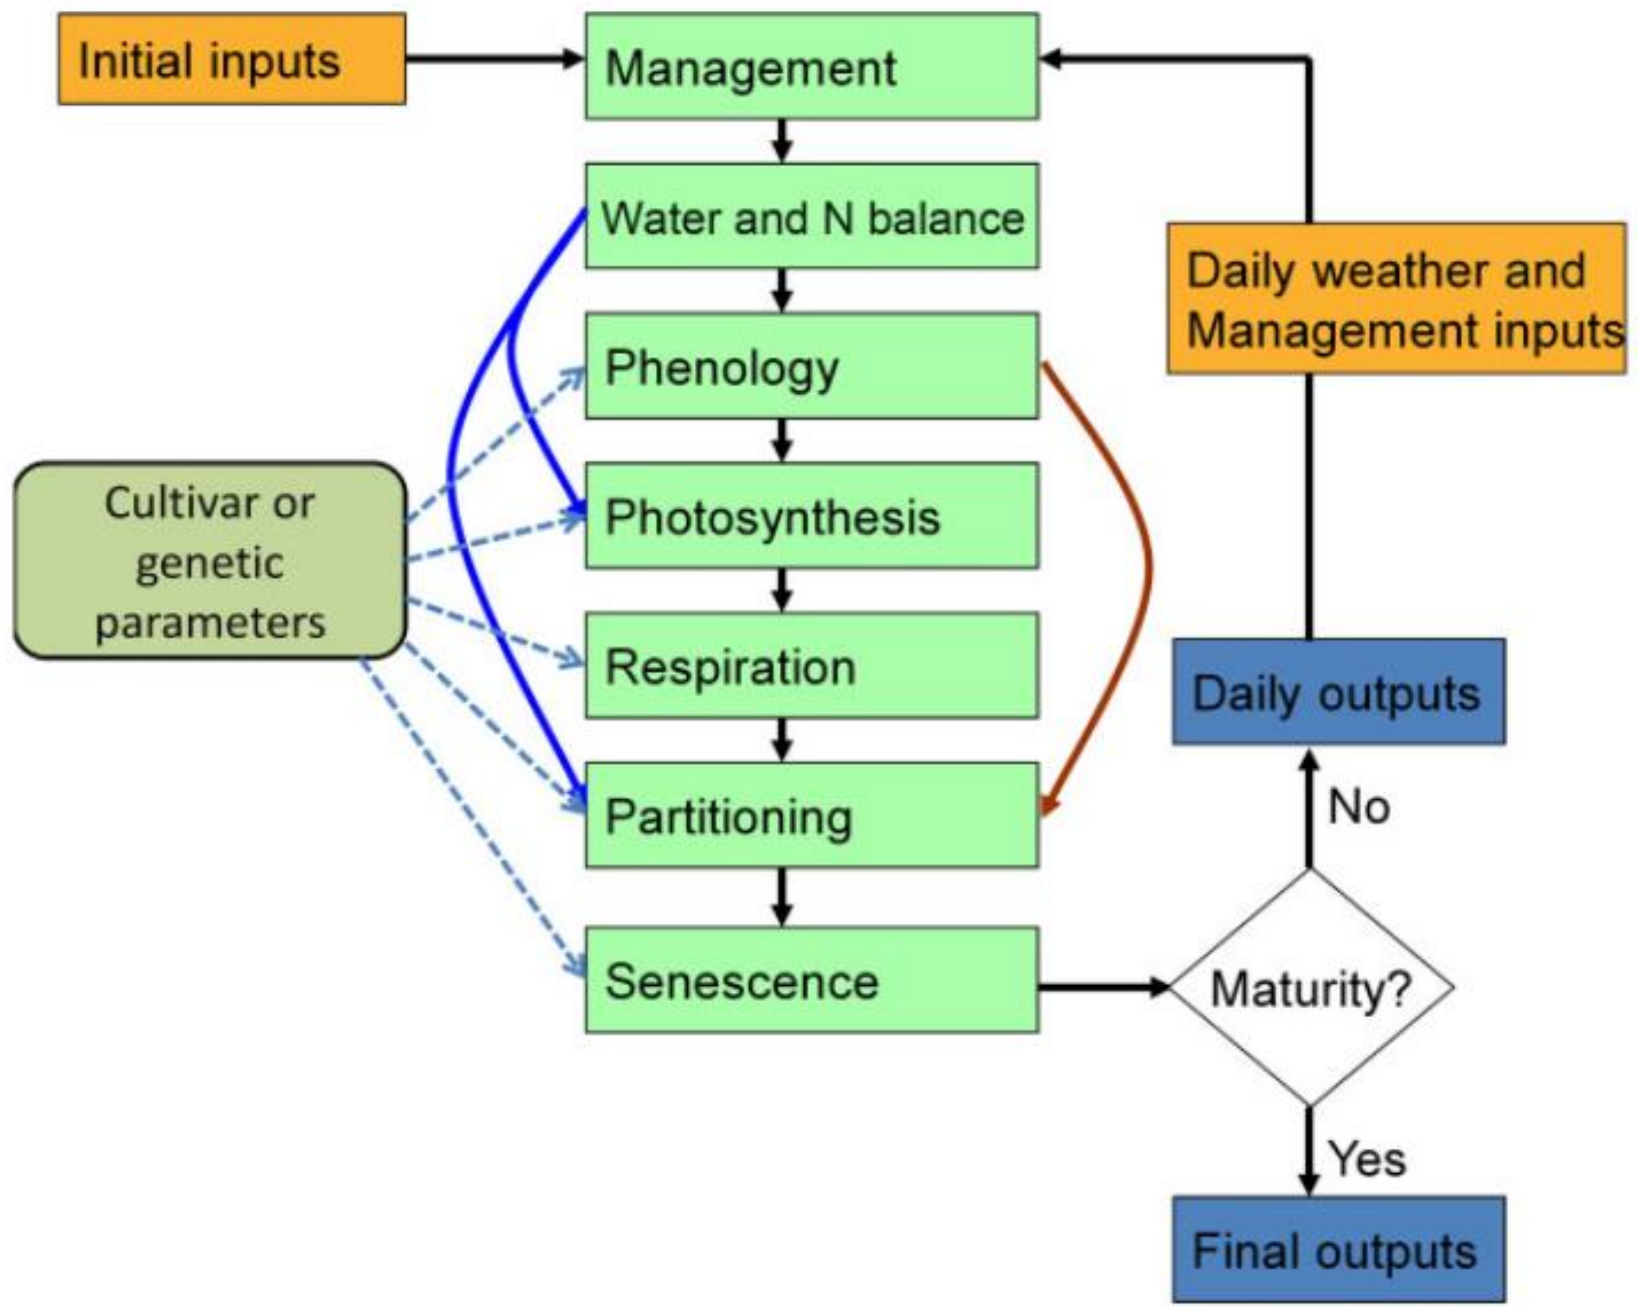 Initial inputs
Management
Water and N balance
Daily weather and
Management inputs
Phenology
Cultivar or
genetic
parameters
Photosynthesis
Respiration
Daily outputs
Partitioning
No
Senescence
Maturity?
Yes
Final outputs